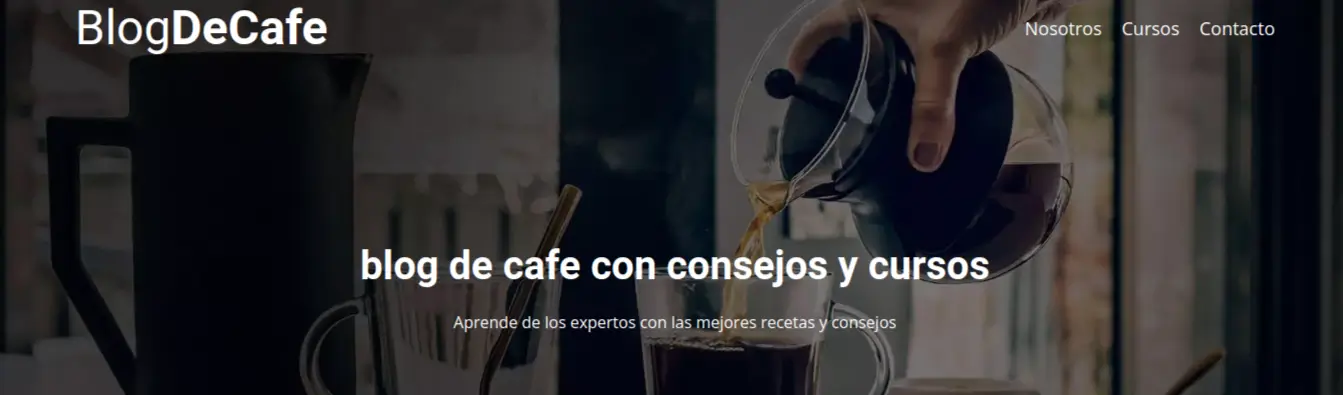 BlogDeCafe
Nosotros Cursos Contacto
blog de cafe con consejos y cursos
Aprende de los expertos con las mejores recetas y consejos